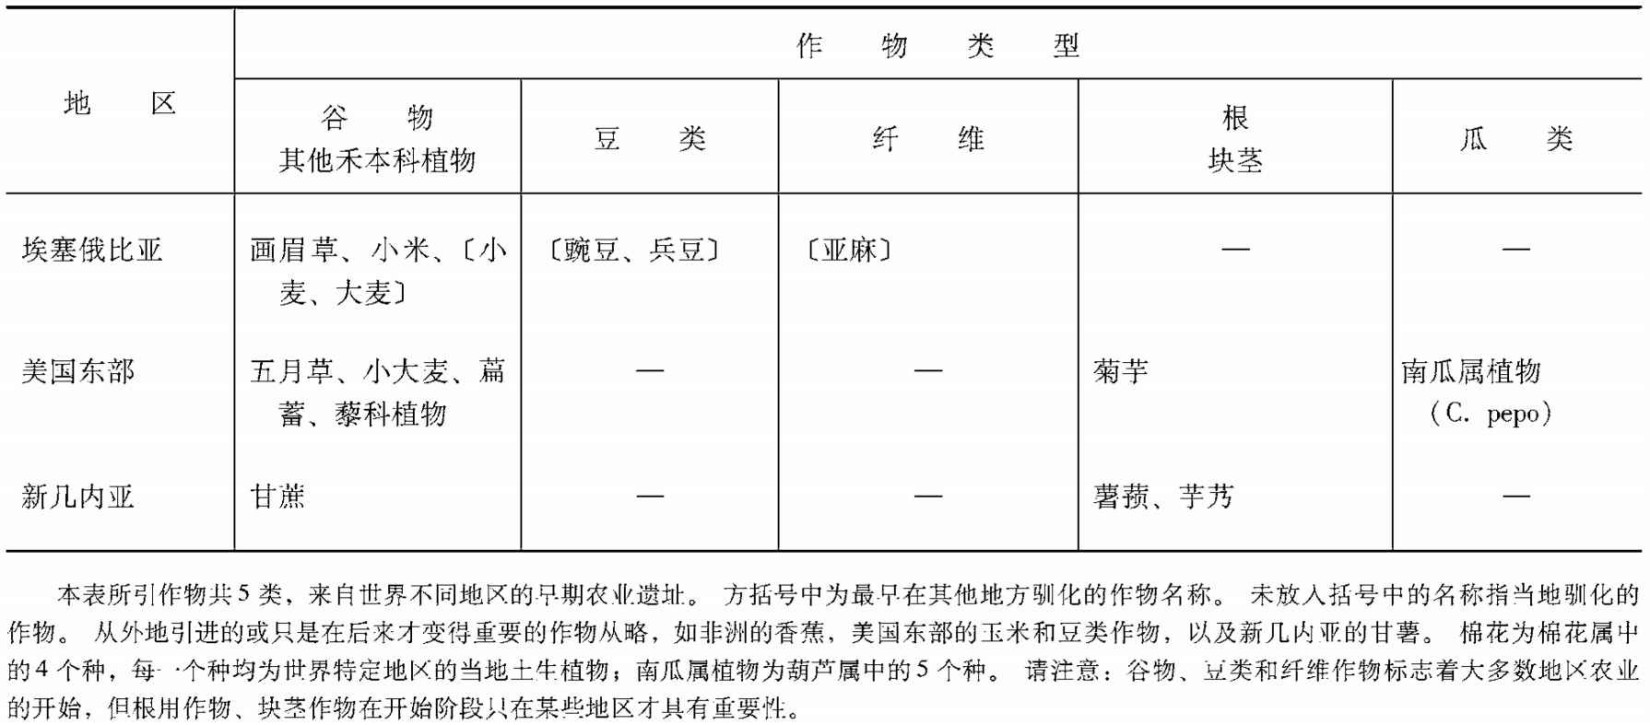 作 物 类 型
地 区
谷 物
其他禾本科植物
豆 类
纤 维
根
块茎
瓜 类
埃塞俄比亚
画眉草、小米、〔小
麦、大麦〕
〔豌豆、兵豆〕
〔亚麻〕
—
—
美国东部
五月草、小大麦、萹
蓄、藜科植物
—
—
菊芋
南瓜属植物
(C. pepo)
新几内亚
甘蔗
—
—
薯蓣、芋艿
—
本表所引作物共5类，来自世界不同地区的早期农业遗址。 方括号中为最早在其他地方驯化的作物名称。 未放入括号中的名称指当地驯化的
作物。 从外地引进的或只是在后来才变得重要的作物从略，如非洲的香蕉，美国东部的玉米和豆类作物，以及新几内亚的甘薯。 棉花为棉花属中
的4个种，每一个种均为世界特定地区的当地土生植物；南瓜属植物为葫芦属中的5个种。 请注意：谷物、豆类和纤维作物标志着大多数地区农业
的开始，但根用作物、块茎作物在开始阶段只在某些地区才具有重要性。